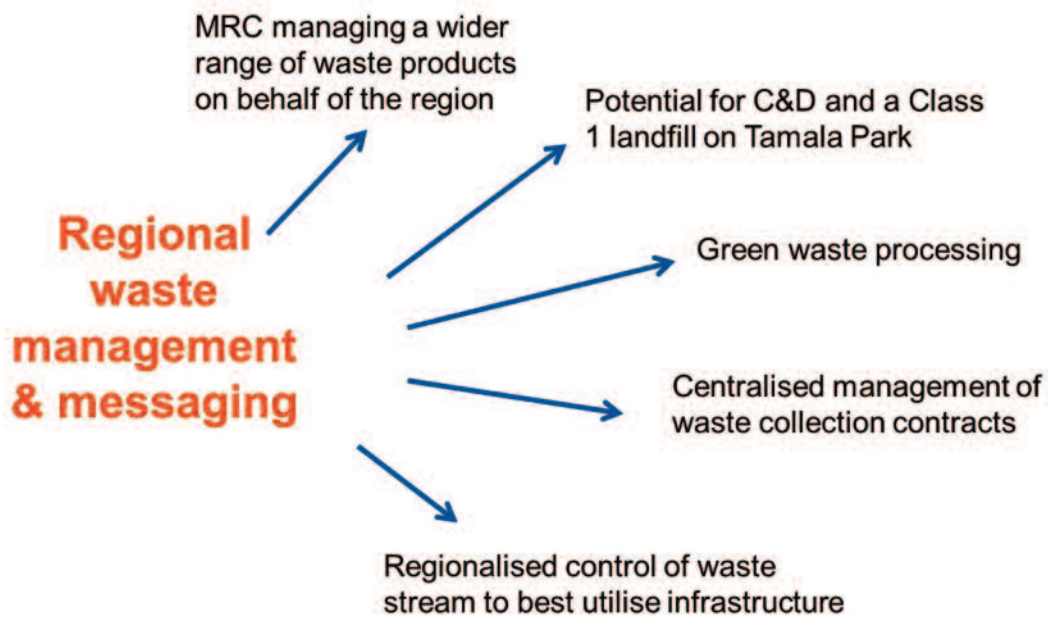 MRC managing a wider
range of waste products
on behalf of the region
Potential for C&D and a Class
1 landfill on Tamala Park
Regional
waste
management
& messaging
Green waste processing
Centralised management of
waste collection contracts
Regionalised control of waste
stream to best utilise infrastructure